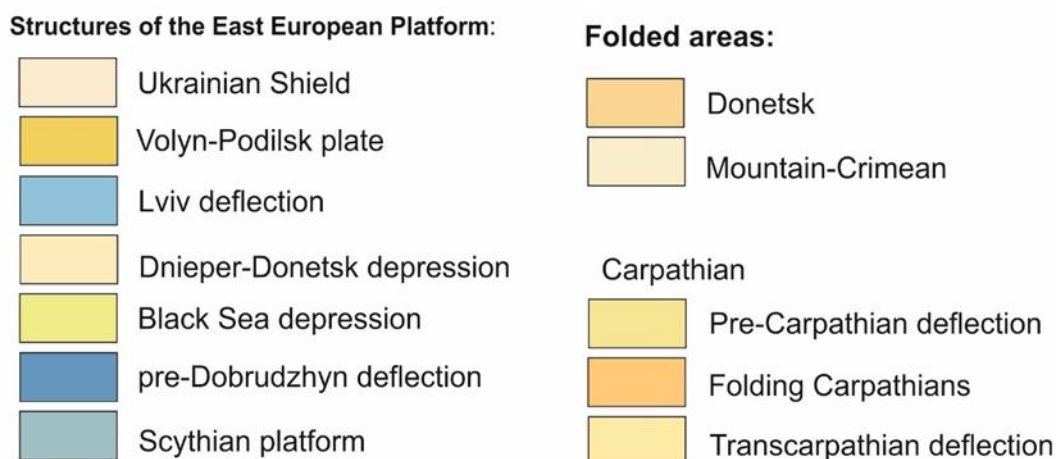 Structures of the East European Platform:
Ukrainian Shield
Volyn-Podilsk plate
Lviv deflection
Dnieper-Donetsk depression
Black Sea depression
pre-Dobrudzhyn deflection
Scythian platform
Folded areas:
Donetsk
Mountain-Crimean
Carpathian
Pre-Carpathian deflection
Folding Carpathians
Transcarpathian deflection